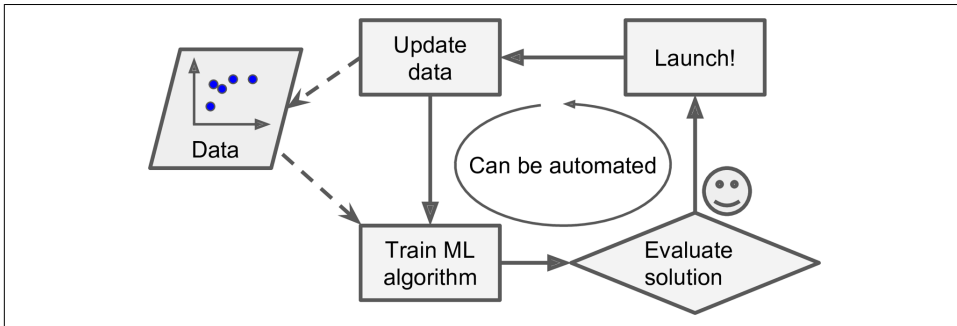 Update
data
Launch!
Data
Can be automated
Train ML
algorithm
Evaluate
solution